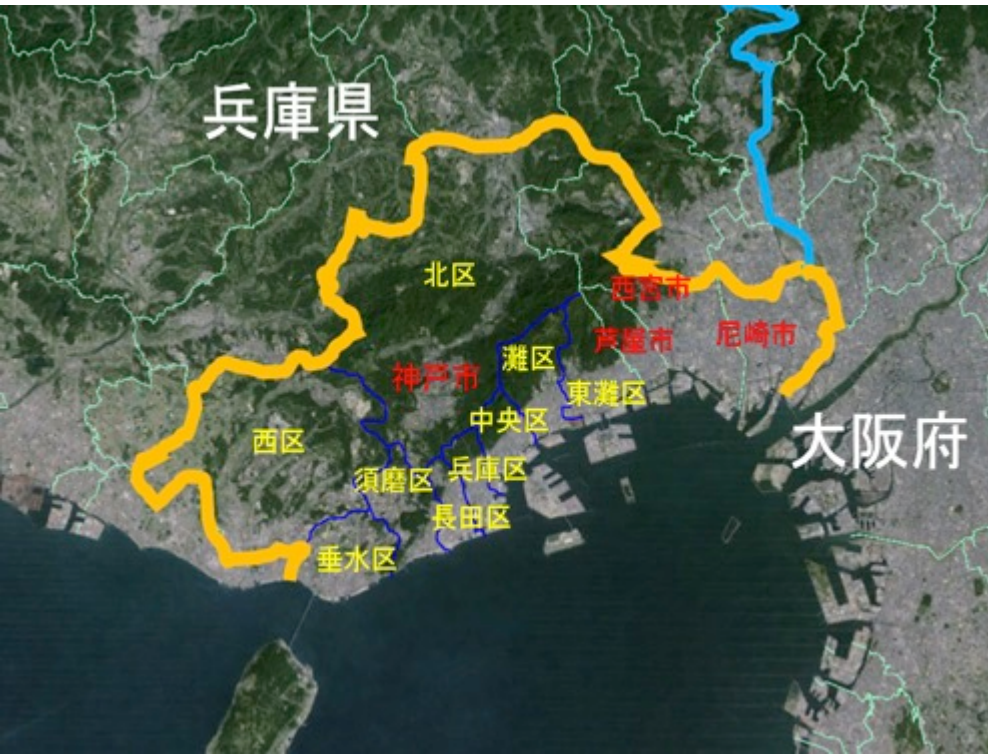 兵庫県
北区
西宮市
芦屋市
尼崎市
灘区
神戸市
東灘区
中央区
西区
大阪府
須磨区
兵庫区
長田区
垂水区